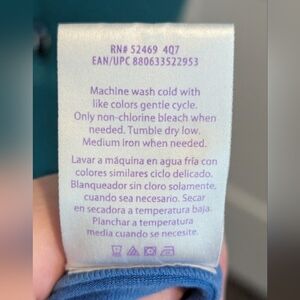 RN# 52469 4Q7
EAN/UPC 880633522953
Machine wash cold with
like colors gentle cycle.
Only non-chlorine bleach when
needed. Tumble dry low.
Medium iron when needed.
Lavar a máquina en agua fría con
colores similares ciclo delicado.
Blanqueador sin cloro solamente,
cuando sea necesario. Secar
en secadora a temperatura baja.
Planchar a temperatura
media cuando se necesite.